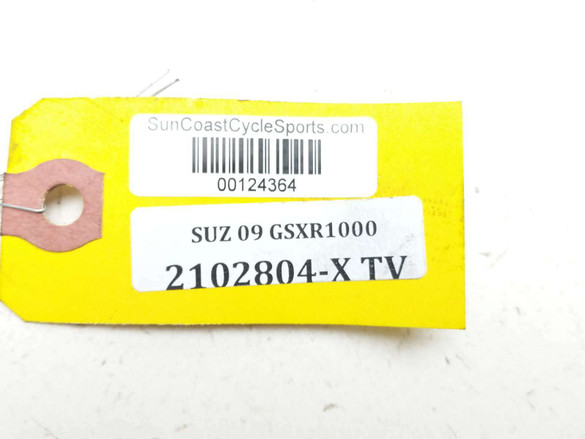 SunCoastCycleSports.com
00124364
SUZ 09 GSXR1000
2102804-X TV